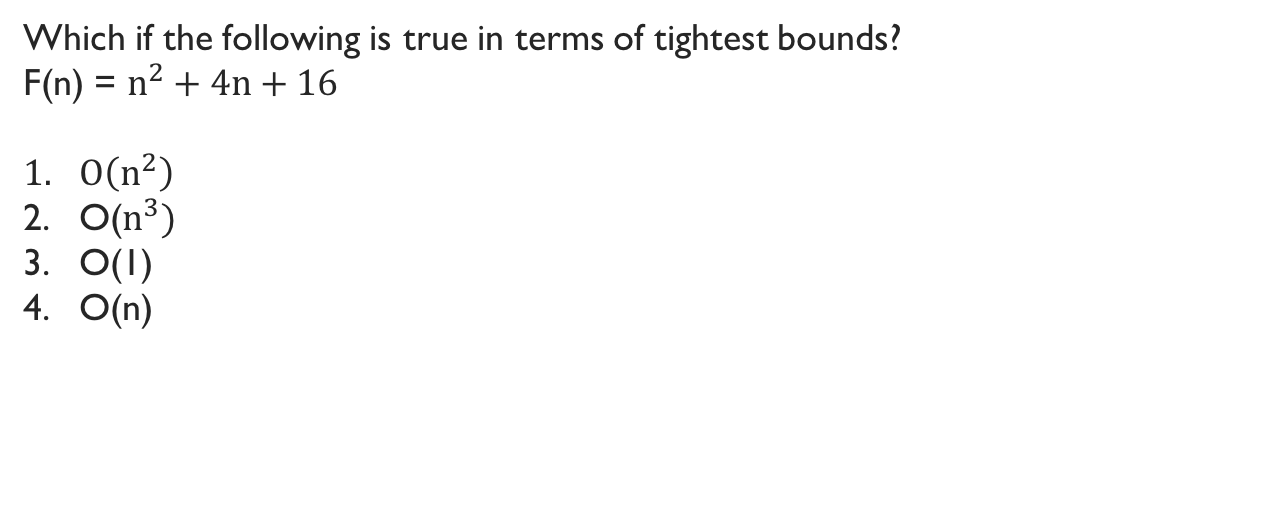 Which if the following is true in terms of tightest bounds?
F(n) = n² + 4n + 16
1. O(n²)
2. O(n³)
3. O(1)
4. O(n)